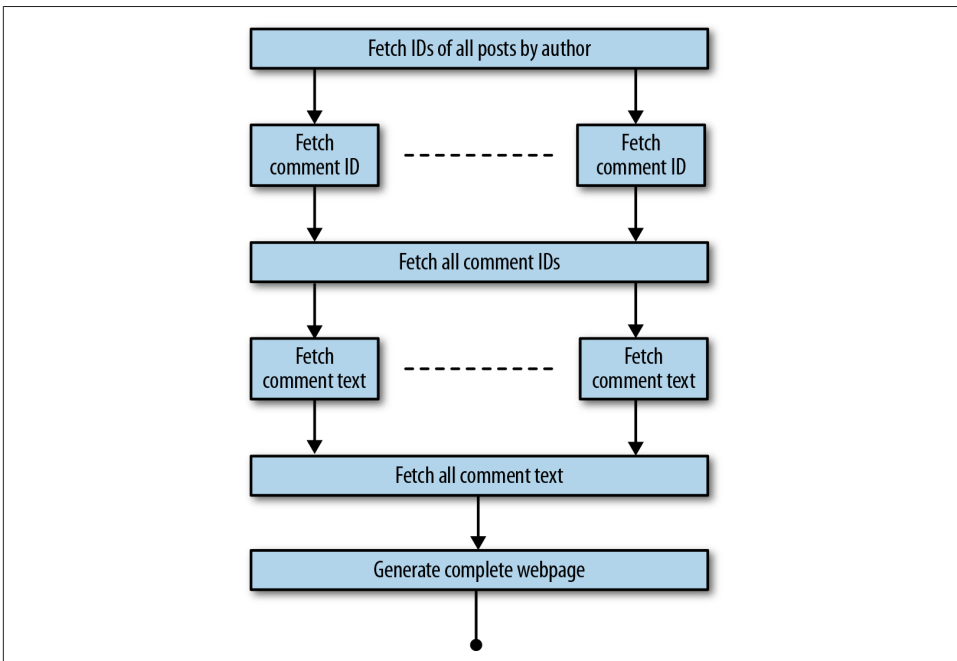 Fetch IDs of all posts by author
Fetch
comment ID
Fetch
comment ID
Fetch all comment IDs
Fetch
comment text
Fetch
comment text
Fetch all comment text
Generate complete webpage